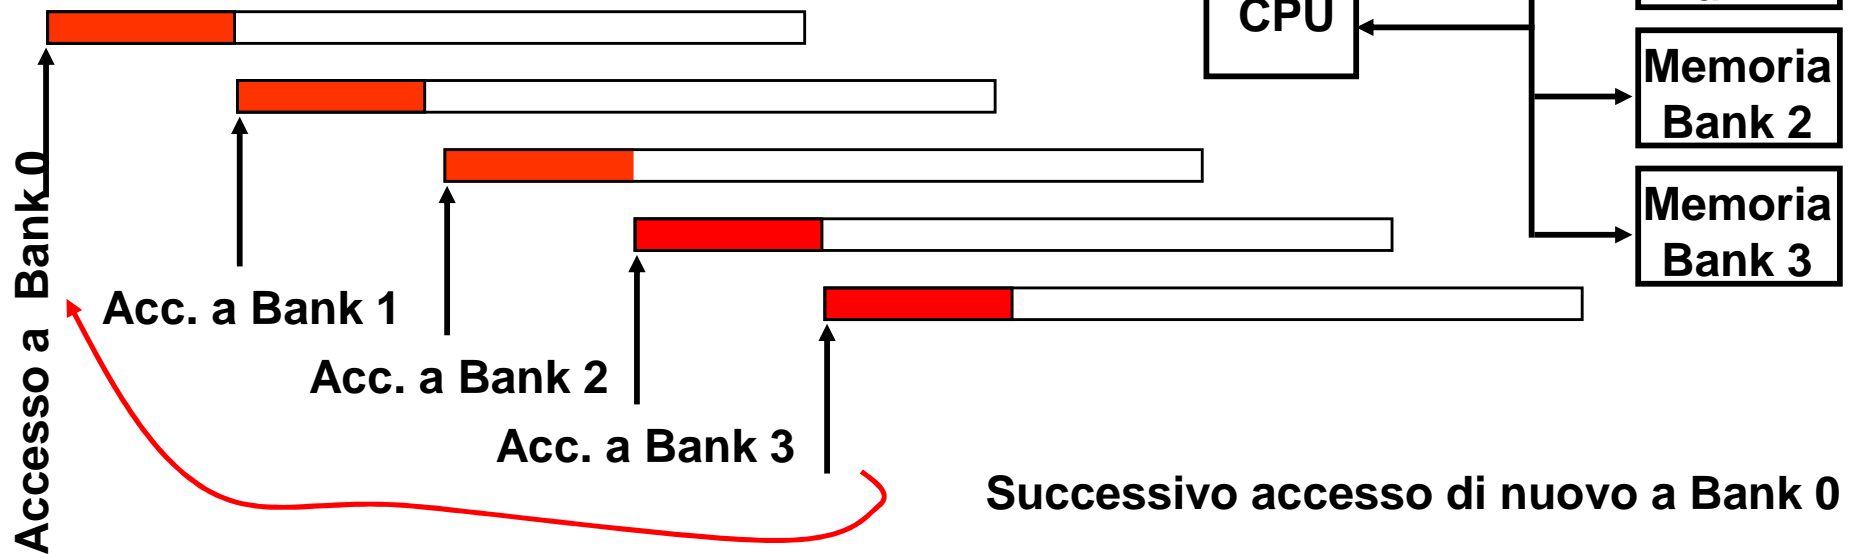 CPU
Memoria
Bank 2
Memoria
Bank 3
Accesso a Bank 0
Acc. a Bank 1
Acc. a Bank 2
Acc. a Bank 3
Successivo accesso di nuovo a Bank 0